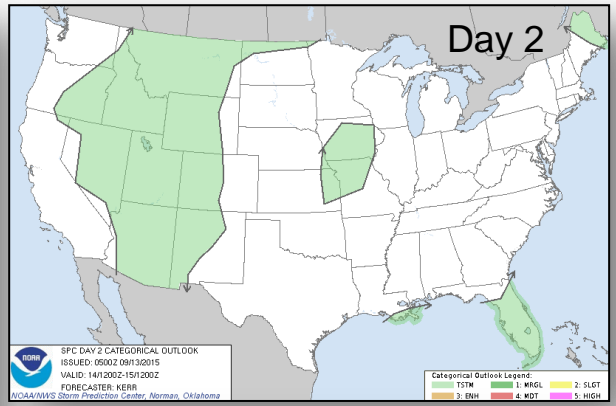 Day 2
noaa
SPC DAY 2 CATEGORICAL OUTLOOK
ISSUED: 0500Z 09/13/2015
VALID: 14/1200Z-15/1200Z
FORECASTER: KERR
NOAA/NWS Storm Prediction Center, Norman, Oklahoma
Categorical Outlook Legend:
TSTM 1: MRGL 2: SLGT
3: ENH 4: MDT 5: HIGH